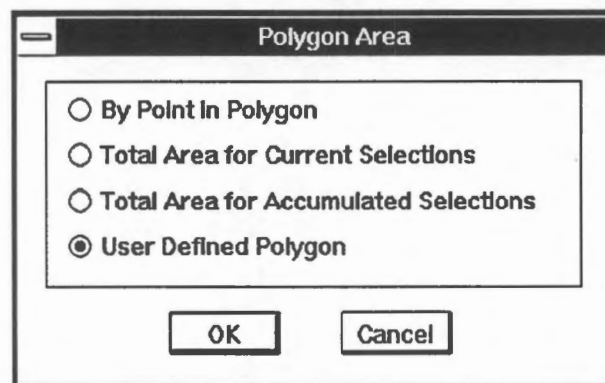 Polygon Area
By Point in Polygon
Total Area for Current Selections
Total Area for Accumulated Selections
User Defined Polygon
OK Cancel